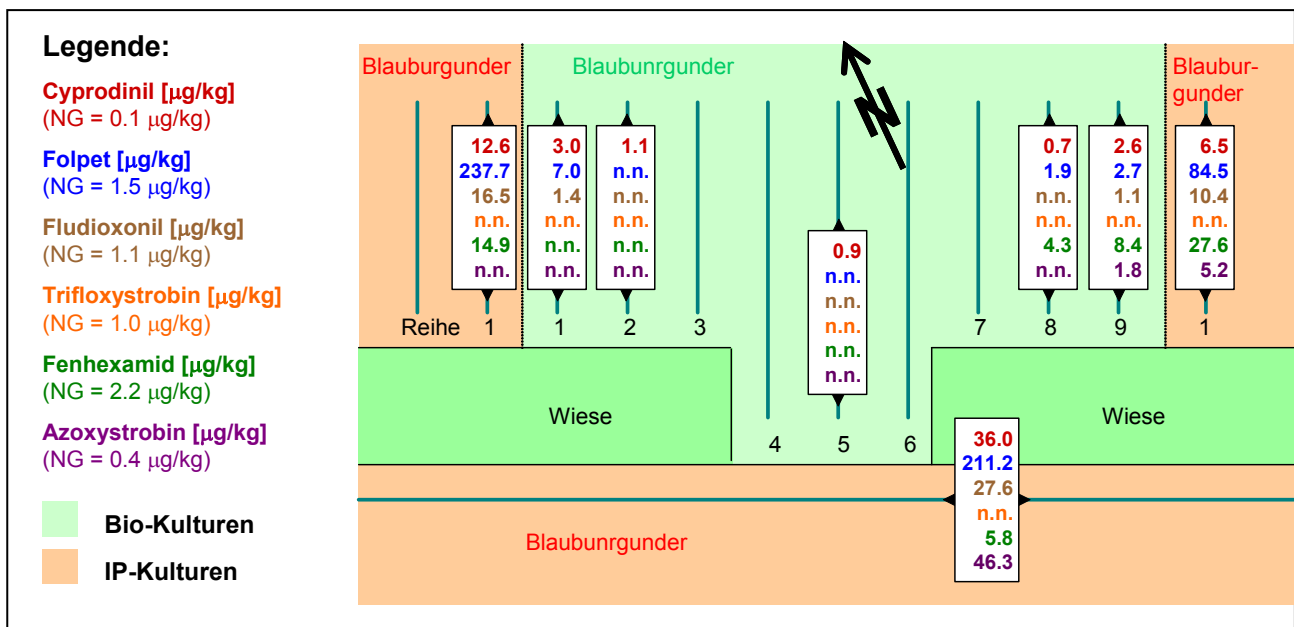 Legende:
Cyprodinil [µg/kg]
(NG = 0.1 µg/kg)
Folpet [µg/kg]
(NG = 1.5 µg/kg)
Fludioxonil [µg/kg]
(NG = 1.1 µg/kg)
Trifloxystrobin [µg/kg]
(NG = 1.0 µg/kg)
Fenhexamid [µg/kg]
(NG = 2.2 µg/kg)
Azoxystrobin [µg/kg]
(NG = 0.4 µg/kg)
Bio-Kulturen
IP-Kulturen
Blauburgunder
Blaubunrgunder
Blaubur-
gunder
12.6
237.7
16.5
n.n.
14.9
n.n.
3.0
7.0
1.4
n.n.
n.n.
n.n.
1.1
n.n.
n.n.
n.n.
n.n.
n.n.
0.9
n.n.
n.n.
n.n.
n.n.
n.n.
0.7
1.9
n.n.
n.n.
4.3
n.n.
2.6
2.7
1.1
n.n.
8.4
1.8
6.5
84.5
10.4
n.n.
27.6
5.2
Reihe 1 1 2 3 7 8 9 1
Wiese
4 5 6
Wiese
36.0
211.2
27.6
n.n.
5.8
46.3
Blaubunrgunder